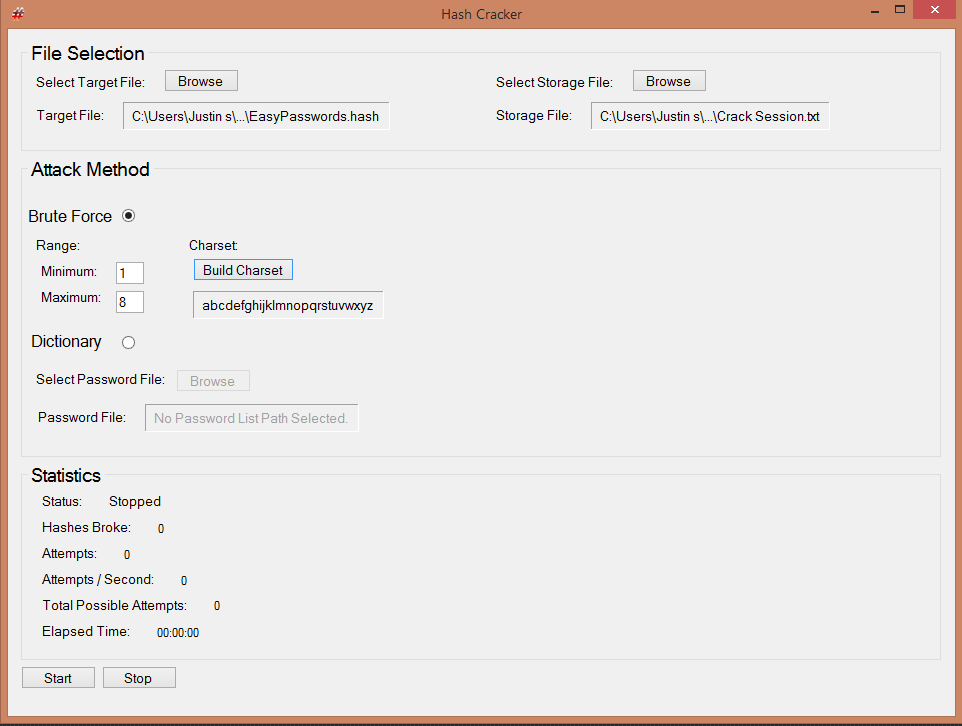 Hash Cracker
File Selection
Select Target File: Browse
Select Storage File: Browse
Target File: C:\Users\Justin s\...\EasyPasswords.hash
Storage File: C:\Users\Justin s\...\Crack Session.txt
Attack Method
Brute Force
Range:
Charset:
Minimum: 1
Build Charset
Maximum: 8
abcdefghijklmnopqrstuvwxyz
Dictionary
Select Password File: Browse
Password File: No Password List Path Selected.
Statistics
Status: Stopped
Hashes Broke: 0
Attempts: 0
Attempts / Second: 0
Total Possible Attempts: 0
Elapsed Time: 00:00:00
Start
Stop